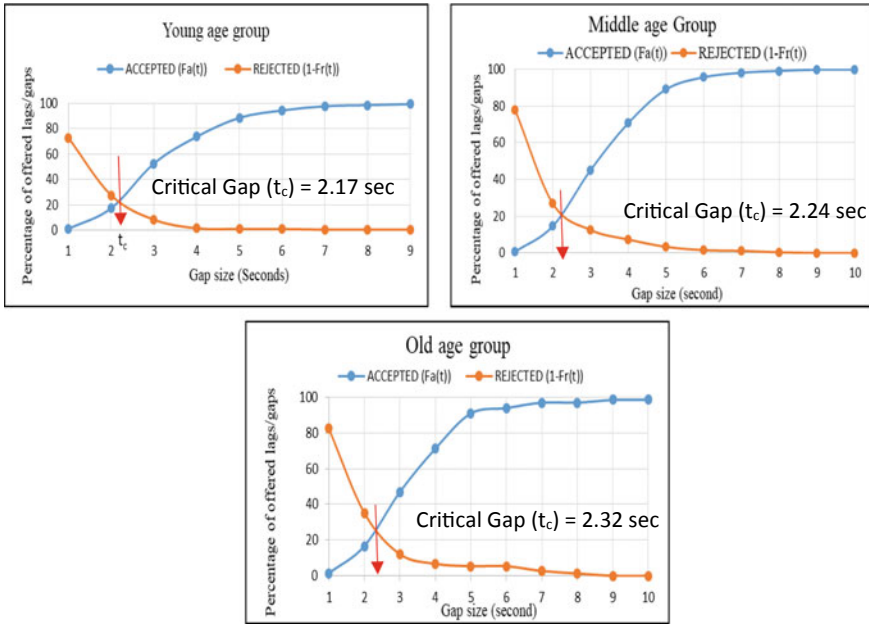 Young age group
ACCEPTED (Fa(t)) REJECTED (1-Fr(t))
Percentage of offered lags/gaps
100
80
60
40
20
0
Critical Gap (tc) = 2.17 sec
1 2 3 4 5 6 7 8 9
tc
Gap size (Seconds)
Middle age Group
ACCEPTED (Fa(t)) REJECTED (1-Fr(t))
Percentage of offered lags/gaps
100
80
60
40
20
0
Critical Gap (tc) = 2.24 sec
1 2 3 4 5 6 7 8 9 10
Gap size (second)
Old age group
ACCEPTED (Fa(t)) REJECTED (1-Fr(t))
Percentage of offered lags/gaps
100
80
60
40
20
0
Critical Gap (tc) = 2.32 sec
1 2 3 4 5 6 7 8 9 10
Gap size (second)